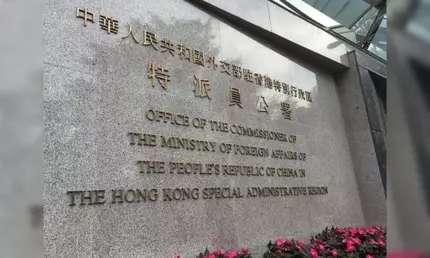 中華人民共和國外交部駐香港特別行政區
特派員公署
OFFICE OF THE COMMISSIONER OF
THE MINISTRY OF FOREIGN AFFAIRS OF
THE PEOPLE'S REPUBLIC OF CHINA IN
THE HONG KONG SPECIAL ADMINISTRATIVE REGION